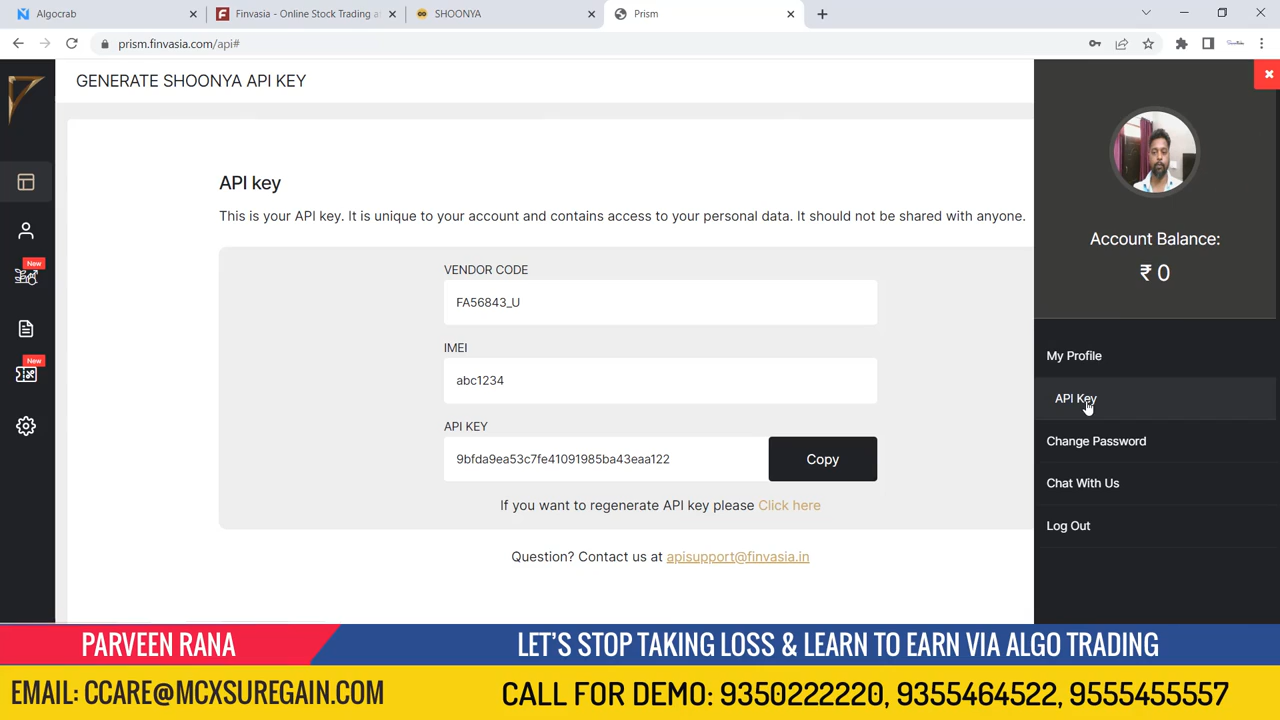 Algocrab
Finvasia - Online Stock Trading a
SHOONYA
Prism
prism.finvasia.com/api#
GENERATE SHOONYA API KEY
API key
This is your API key. It is unique to your account and contains access to your personal data. It should not be shared with anyone.
VENDOR CODE
FA56843_U
IMEI
abc1234
API KEY
9bfda9ea53c7fe41091985ba43eaa122
Copy
If you want to regenerate API key please Click here
Question? Contact us at apisupport@finvasia.in
New
New
Account Balance:
₹ 0
My Profile
API Key
Change Password
Chat With Us
Log Out
PARVEEN RANA
LET'S STOP TAKING LOSS & LEARN TO EARN VIA ALGO TRADING
EMAIL: CCARE@MCXSUREGAIN.COM
CALL FOR DEMO: 9350222220, 9355464522, 9555455557